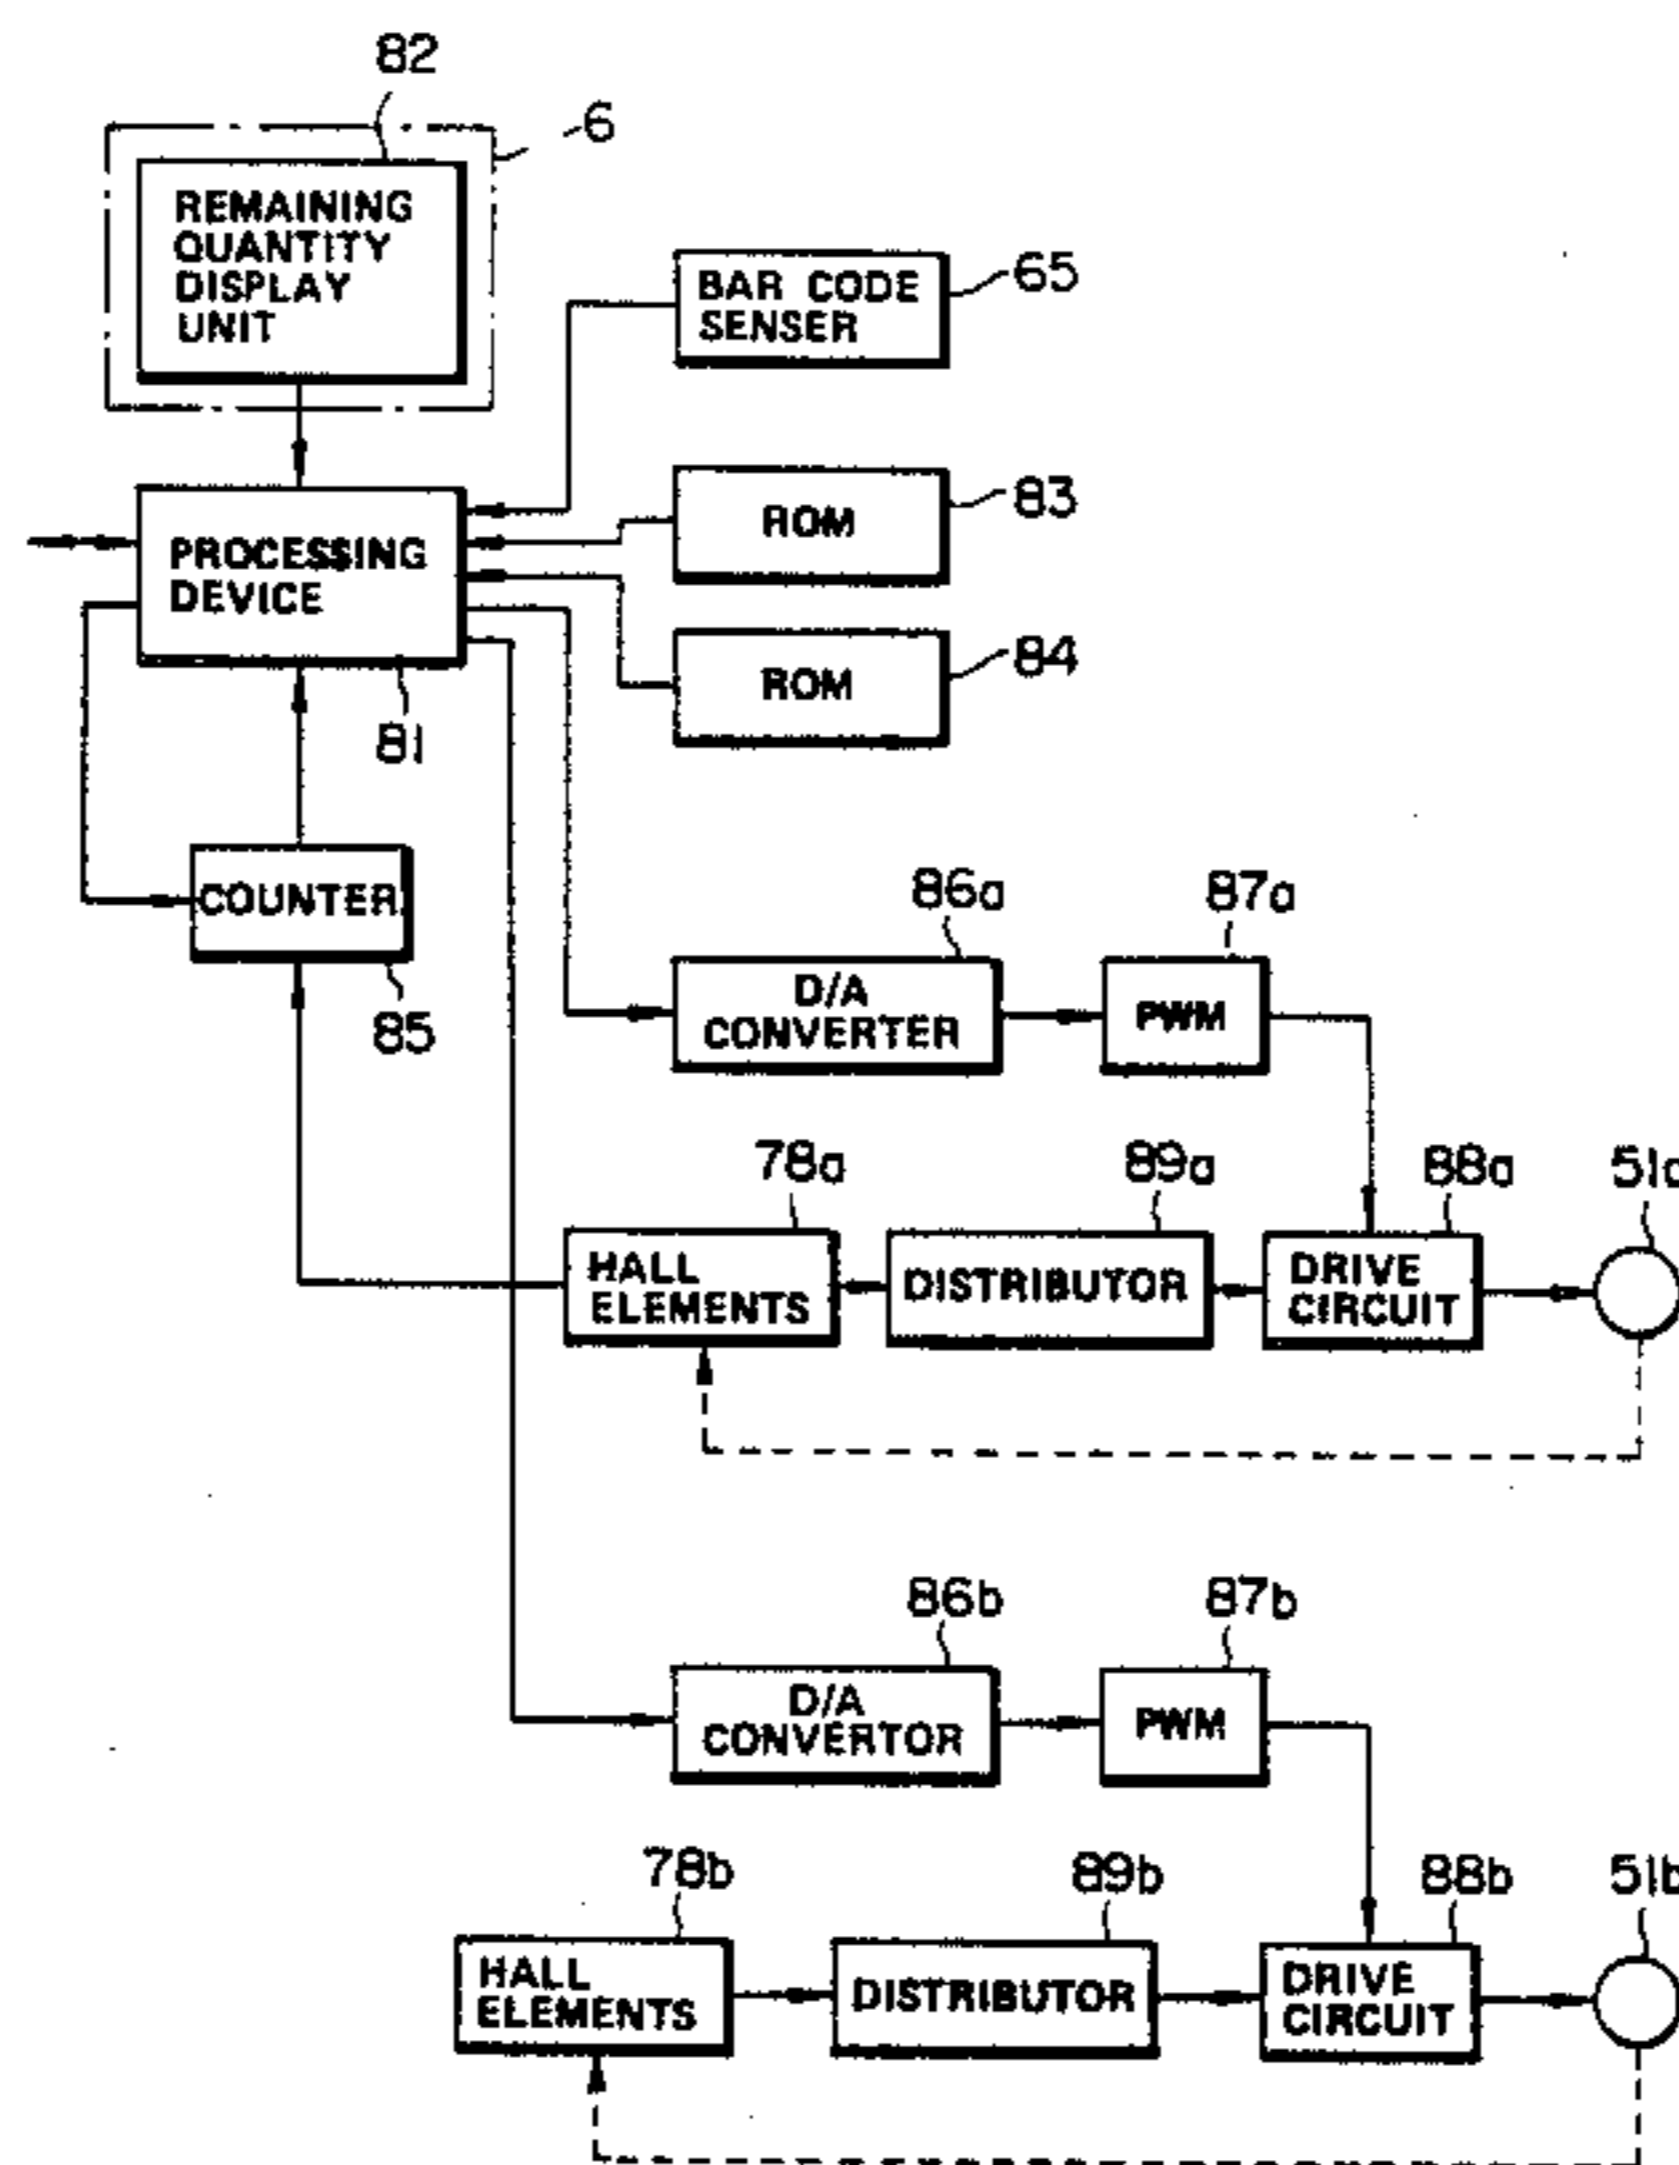 82
6
REMAINING
QUANTITY
DISPLAY
UNIT
BAR CODE
SENSER
65
ROM
83
PROCESSING
DEVICE
ROM
84
81
COUNTER
85
86a
87a
D/A
CONVERTER
PWM
78a
89a
88a
51a
HALL
ELEMENTS
DISTRIBUTOR
DRIVE
CIRCUIT
86b
87b
D/A
CONVERTOR
PWM
78b
89b
88b
51b
HALL
ELEMENTS
DISTRIBUTOR
DRIVE
CIRCUIT